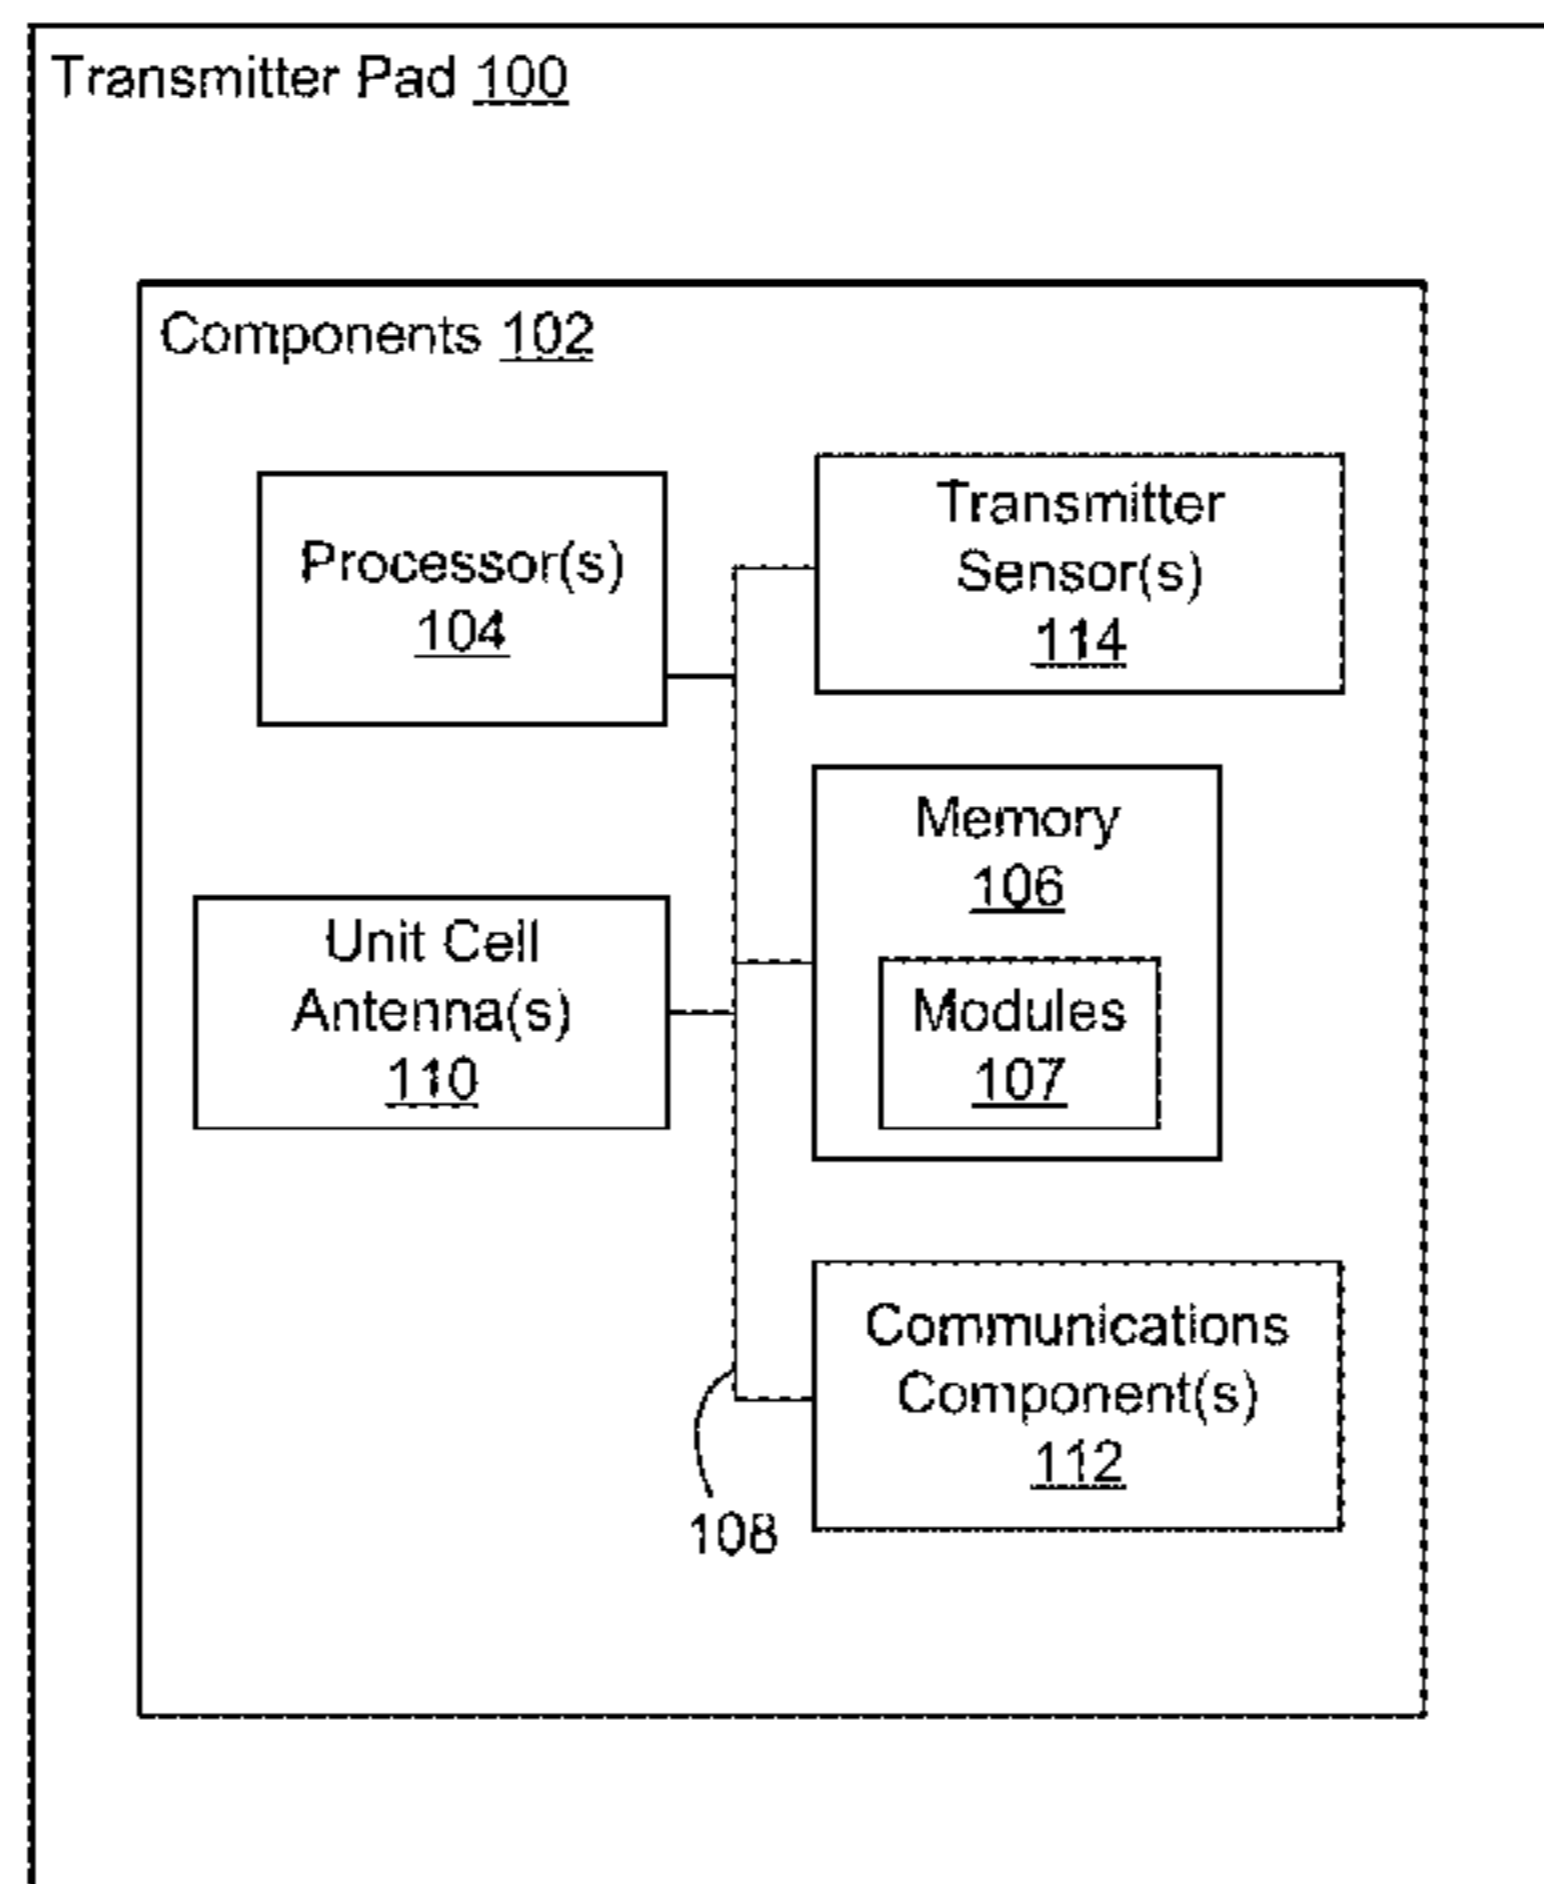 Transmitter Pad 100
Components 102
Processor(s)
104
Transmitter
Sensor(s)
114
Memory
106
Modules
107
Unit Cell
Antenna(s)
110
Communications
Component(s)
112
108